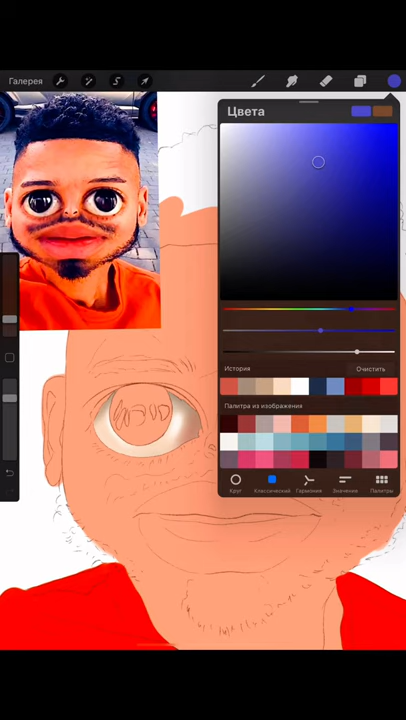 Галерея
Цвета
История
Очистить
Палитра из изображения
Круг
Классический
Гармония
Значение
Палитры